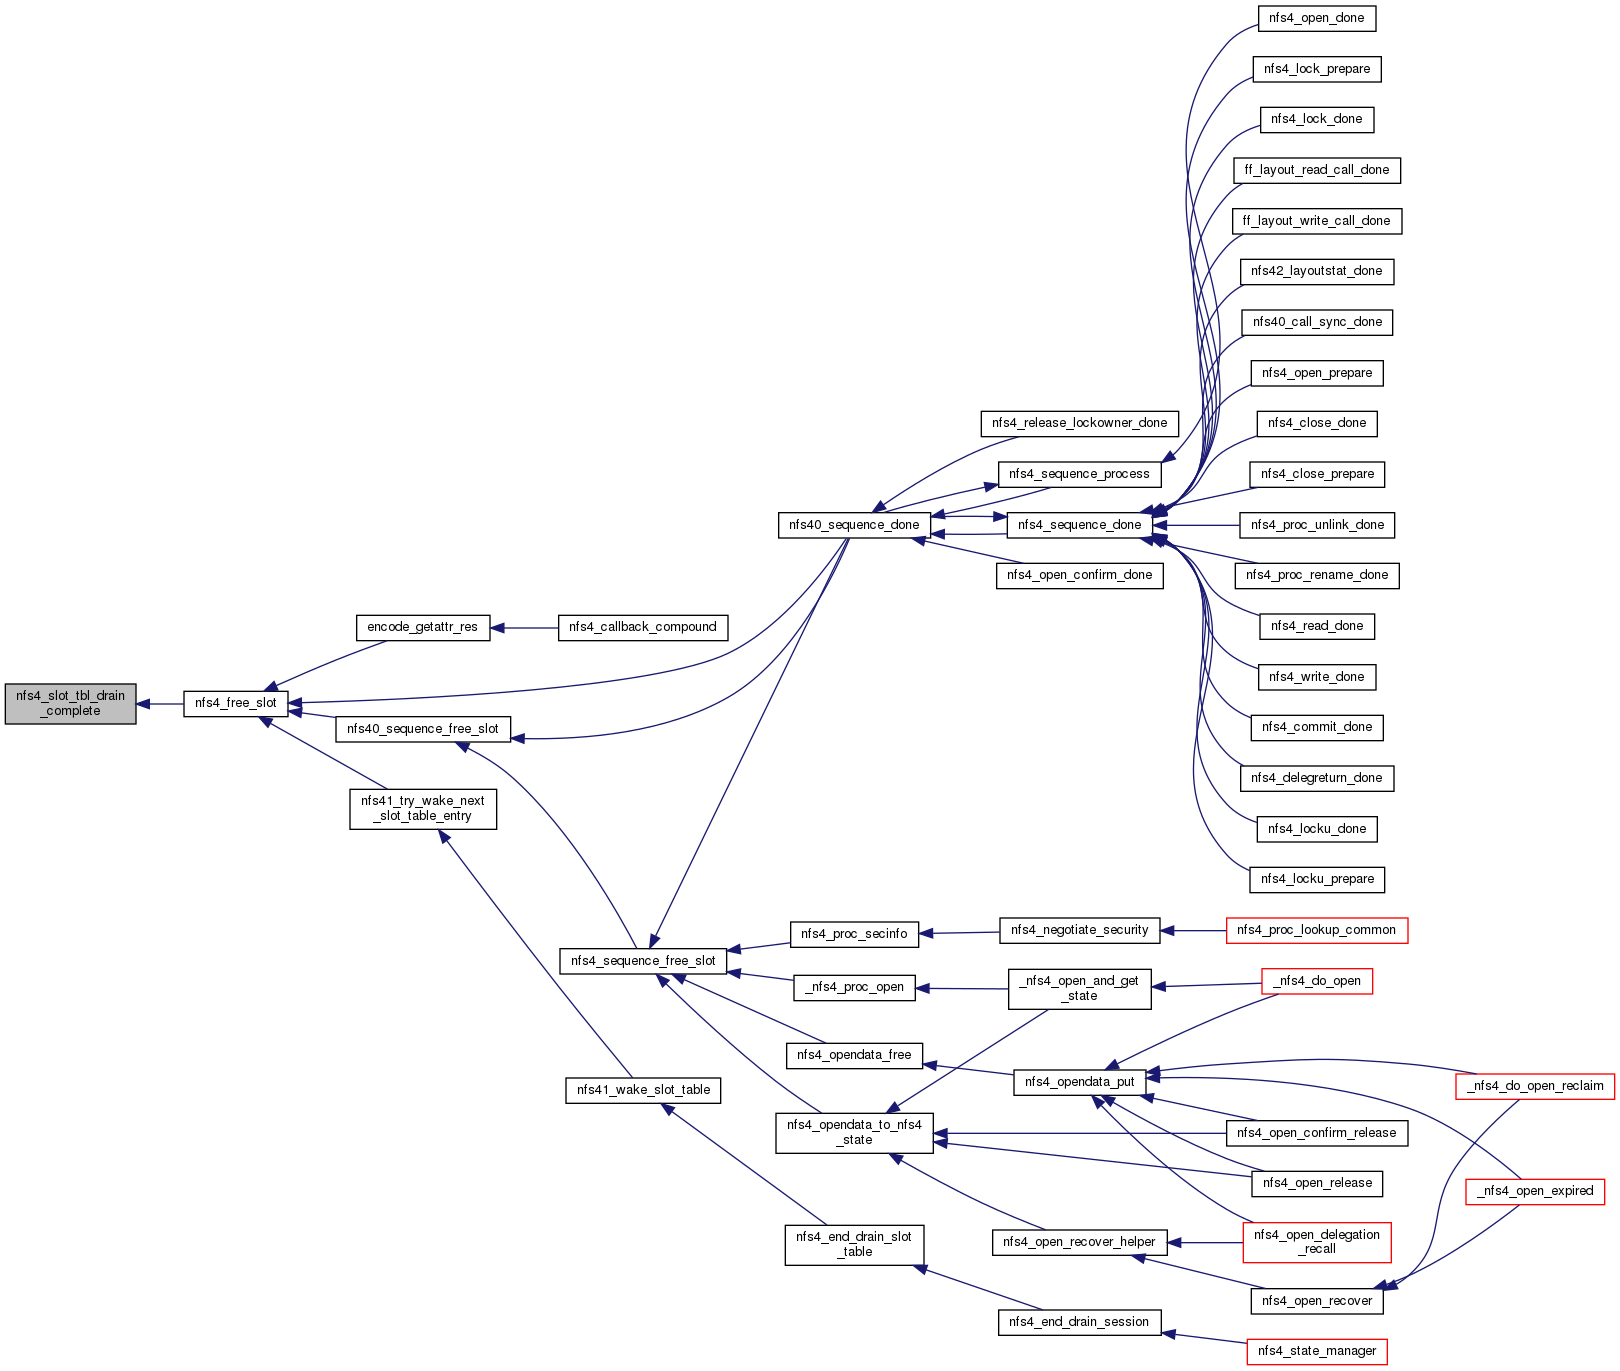 nfs4_open_done
nfs4_lock_prepare
nfs4_lock_done
ff_layout_read_call_done
ff_layout_write_call_done
nfs42_layoutstat_done
nfs40_call_sync_done
nfs4_open_prepare
nfs4_release_lockowner_done
nfs4_close_done
nfs4_sequence_process
nfs4_close_prepare
nfs40_sequence_done
nfs4_sequence_done
nfs4_proc_unlink_done
nfs4_open_confirm_done
nfs4_proc_rename_done
encode_getattr_res
nfs4_callback_compound
nfs4_read_done
nfs4_write_done
nfs4_slot_tbl_drain
_complete
nfs4_free_slot
nfs40_sequence_free_slot
nfs4_commit_done
nfs4_delegreturn_done
nfs41_try_wake_next
_slot_table_entry
nfs4_locku_done
nfs4_locku_prepare
nfs4_proc_secinfo
nfs4_negotiate_security
nfs4_proc_lookup_common
nfs4_sequence_free_slot
_nfs4_proc_open
_nfs4_open_and_get
_state
_nfs4_do_open
nfs4_opendata_free
nfs4_opendata_put
_nfs4_do_open_reclaim
nfs41_wake_slot_table
nfs4_opendata_to_nfs4
_state
nfs4_open_confirm_release
nfs4_open_release
_nfs4_open_expired
nfs4_end_drain_slot
_table
nfs4_open_recover_helper
nfs4_open_delegation
_recall
nfs4_open_recover
nfs4_end_drain_session
nfs4_state_manager